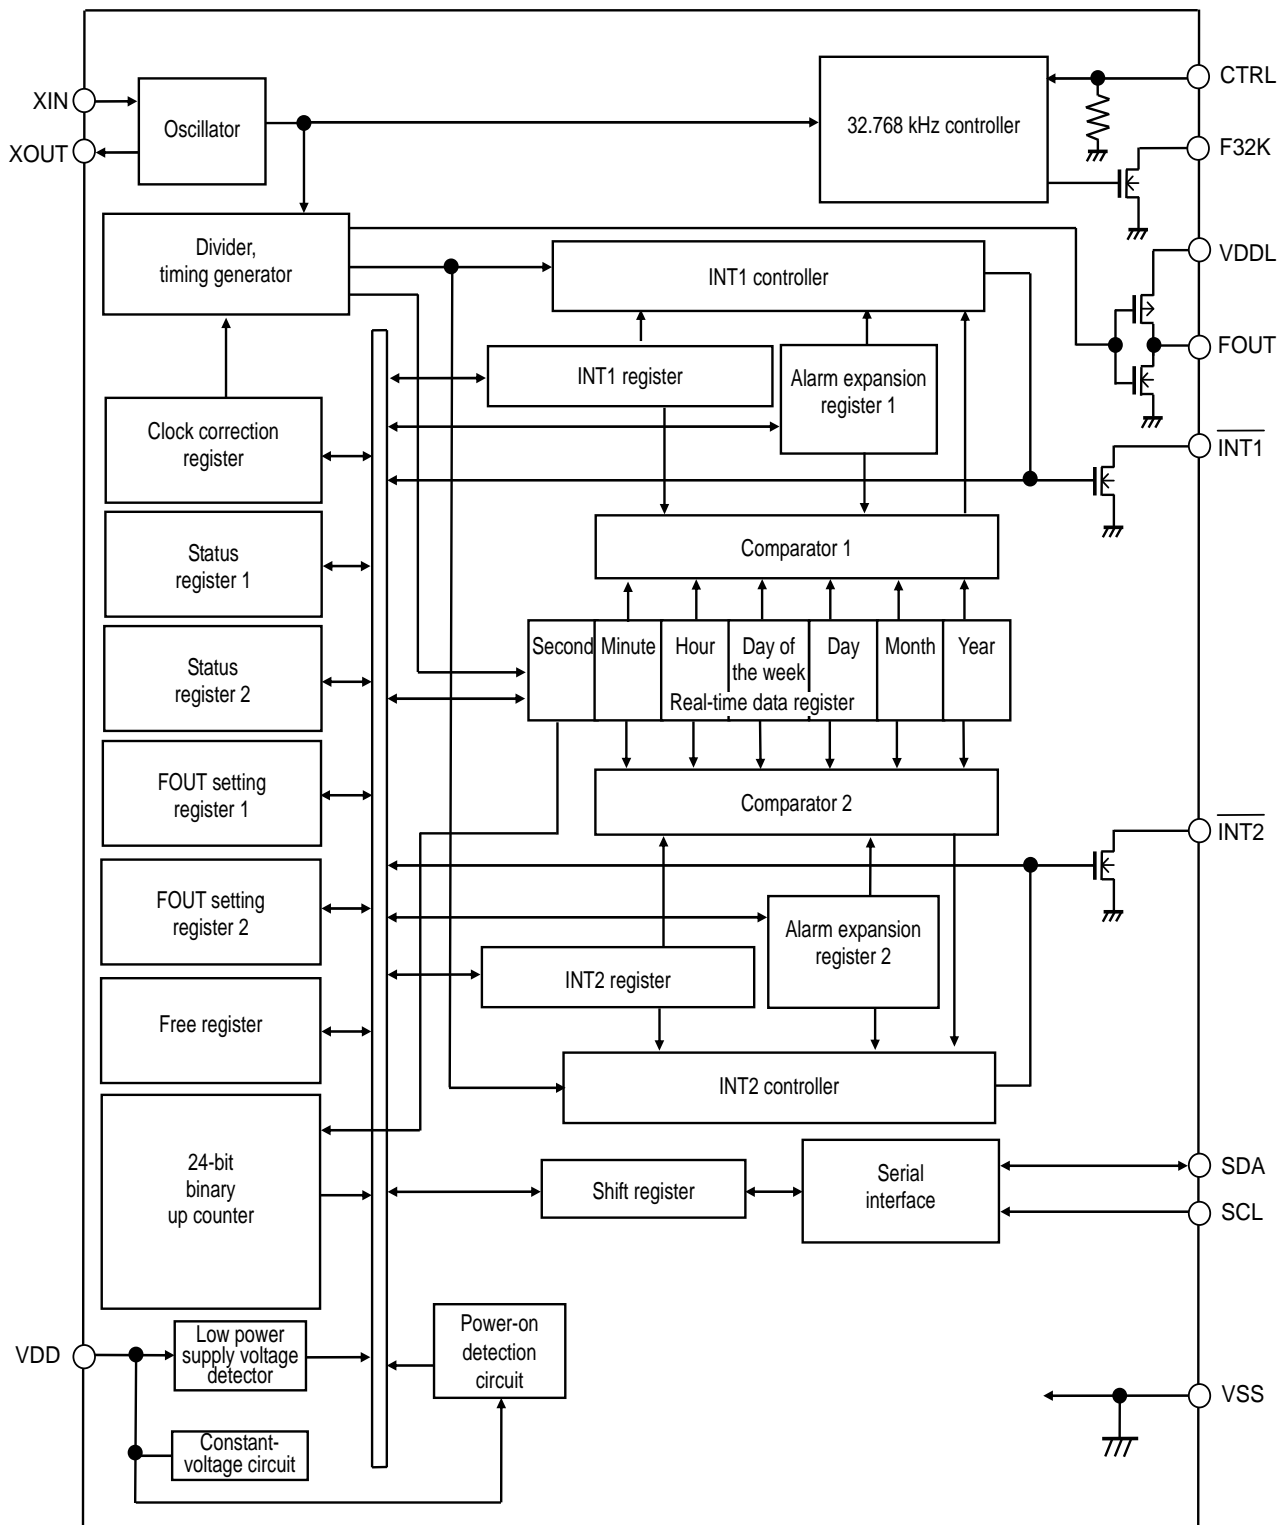 XIN
XOUT
Oscillator
32.768 kHz controller
CTRL
F32K
Divider,
timing generator
INT1 controller
VDDL
FOUT
INT1 register
Alarm expansion
register 1
Clock correction
register
INT1
Status
register 1
Comparator 1
Second
Minute
Hour
Day of
the week
Day
Month
Year
Real-time data register
Status
register 2
FOUT setting
register 1
Comparator 2
INT2
FOUT setting
register 2
Alarm expansion
register 2
INT2 register
Free register
INT2 controller
24-bit
binary
up counter
Shift register
Serial
interface
SDA
SCL
VDD
Low power
supply voltage
detector
Power-on
detection
circuit
VSS
Constant-
voltage circuit